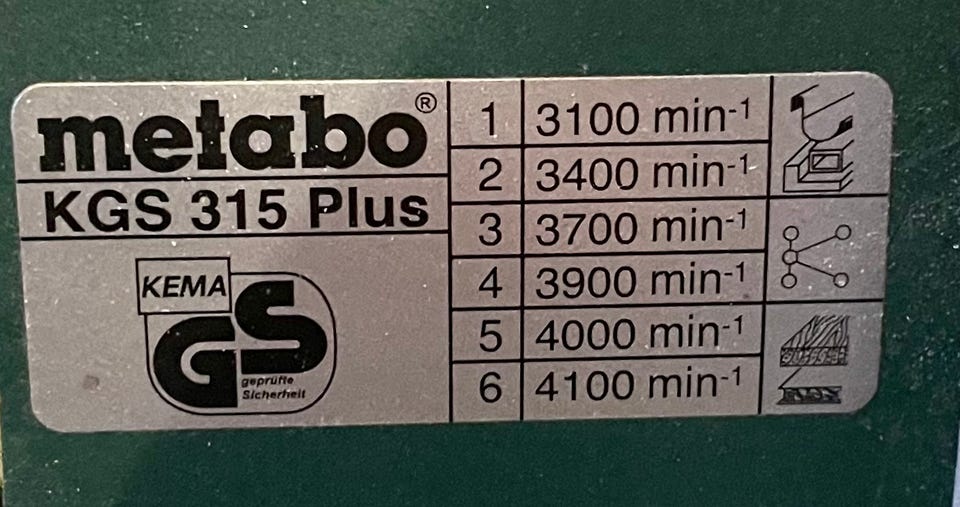 metabo®
KGS 315 Plus
KEMA
GS
geprüfte
Sicherheit
1 3100 min-1
2 3400 min-1
3 3700 min-1
4 3900 min-1
5 4000 min-1
6 4100 min-1